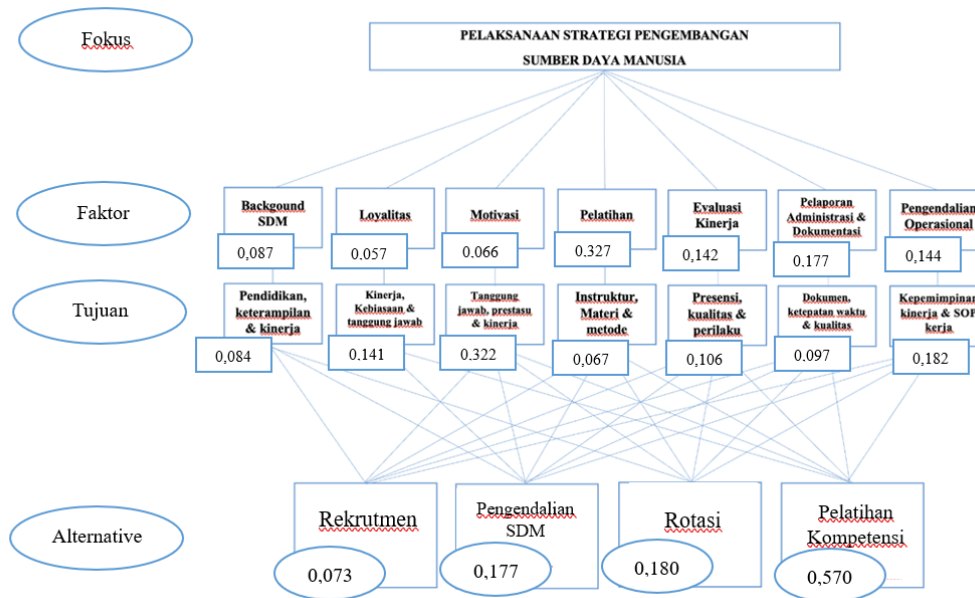 Fokus
PELAKSANAAN STRATEGI PENGEMBANGAN
SUMBER DAYA MANUSIA
Faktor
Backgound
SDM
0,087
Loyalitas
0.057
Motivasi
0.066
Pelatihan
0.327
Evaluasi
Kinerja
0,142
Pelaporan
Administrasi &
Dokumentasi
0.177
Pengendalian
Operasional
0,144
Tujuan
Pendidikan,
keterampilan
& kinerja
0,084
Kinerja,
Kebiasaan &
tanggung jawab
0.141
Tanggung
jawab, prestasu
& kinerja
0.322
Instruktur,
Materi &
metode
0,067
Presensi,
kualitas &
perilaku
0,106
Dokumen,
ketepatan waktu
& kualitas
0.097
Kepemimpinan
kinerja & SOP
kerja
0,182
Alternative
Rekrutmen
0,073
Pengendalian
SDM
0,177
Rotasi
0,180
Pelatihan
Kompetensi
0,570